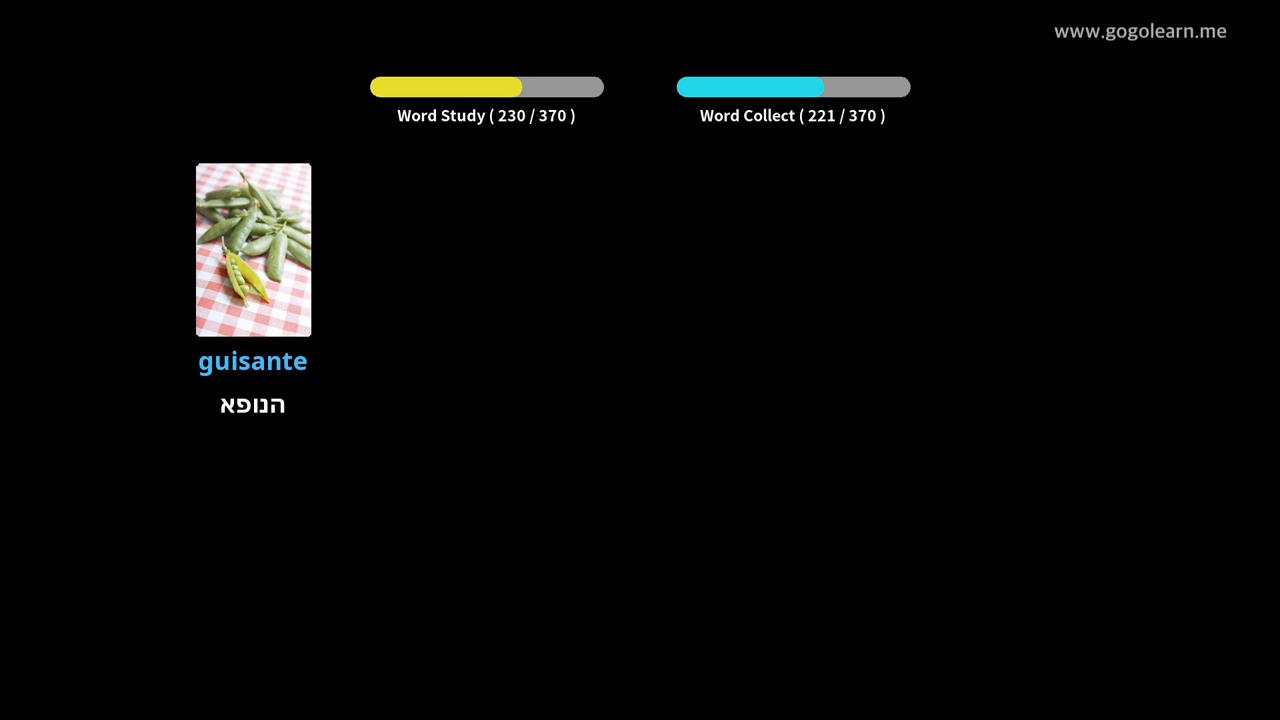 www.gogolearn.me
Word Study ( 230 / 370 )
Word Collect ( 221 / 370 )
guisante
הנופא